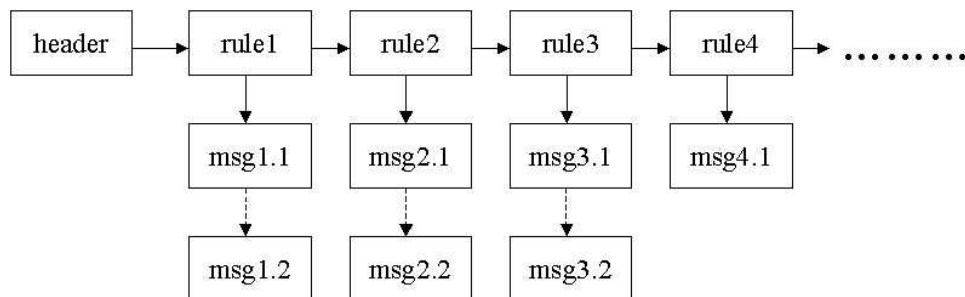 header rule1 rule2 rule3 rule4 ………
msg1.1 msg2.1 msg3.1 msg4.1
msg1.2 msg2.2 msg3.2